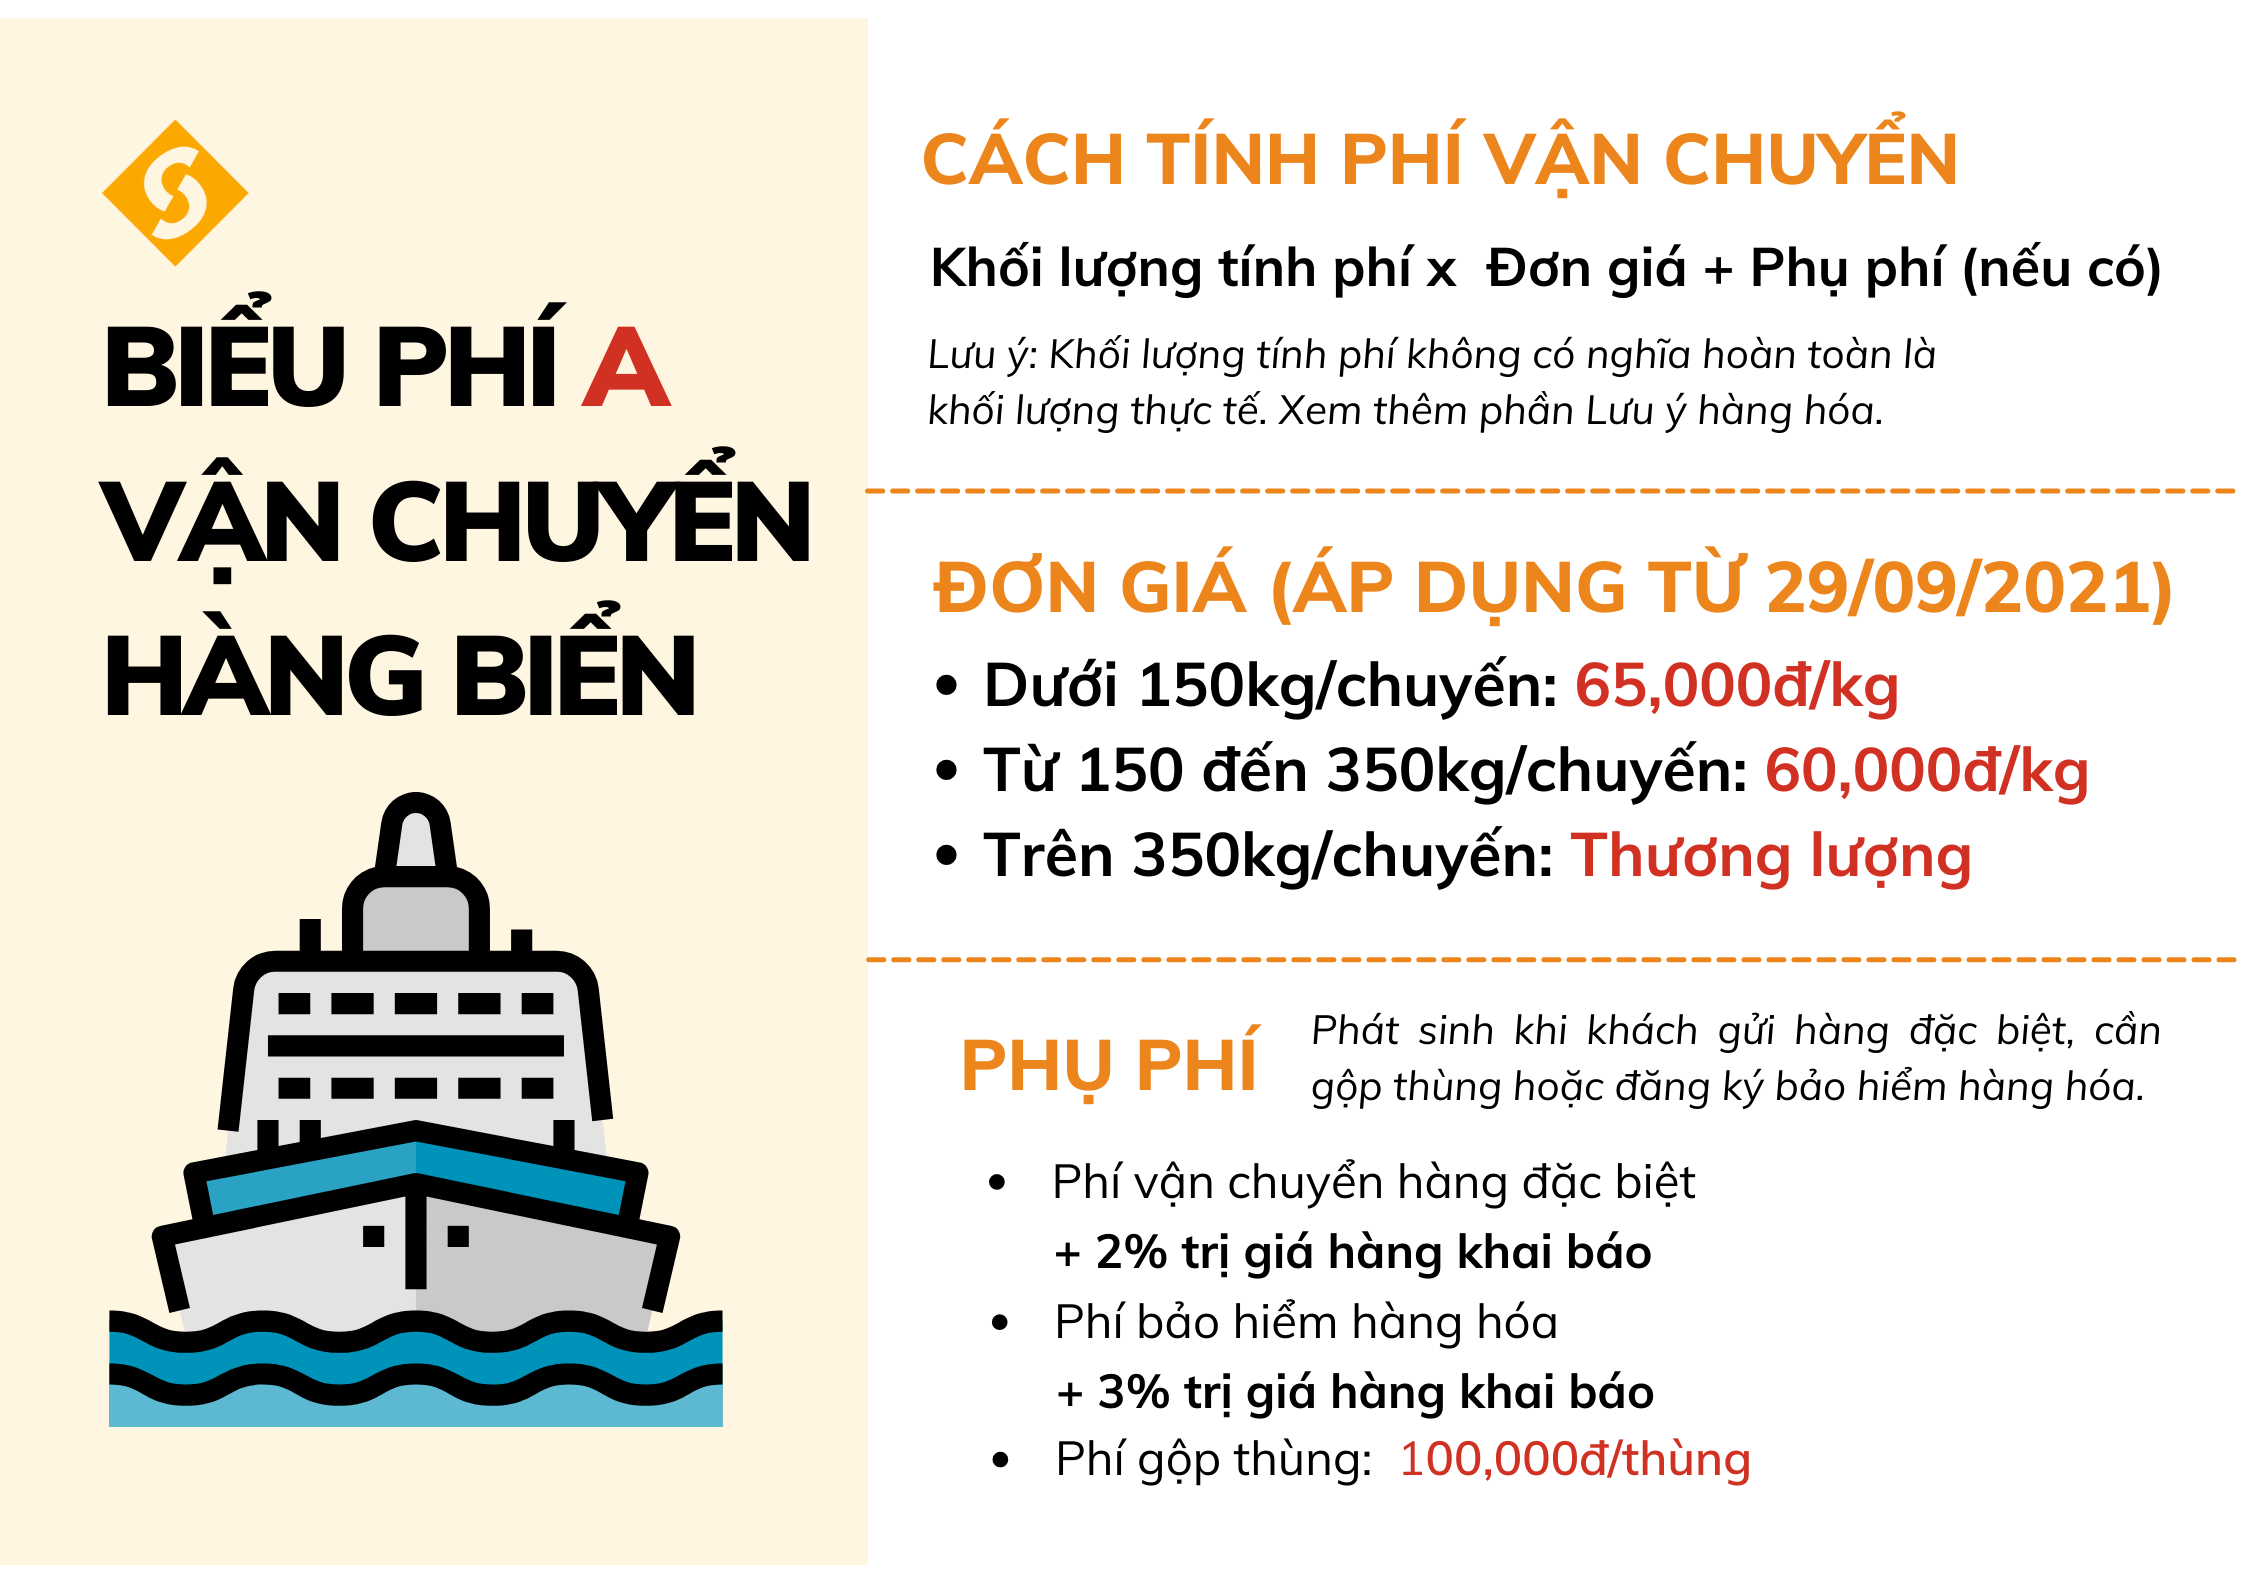 BIỂU PHÍ A
VẬN CHUYỂN
HÀNG BIỂN
CÁCH TÍNH PHÍ VẬN CHUYỂN
Khối lượng tính phí x Đơn giá + Phụ phí (nếu có)
Lưu ý: Khối lượng tính phí không có nghĩa hoàn toàn là
khối lượng thực tế. Xem thêm phần Lưu ý hàng hóa.
ĐƠN GIÁ (ÁP DỤNG TỪ 29/09/2021)
• Dưới 150kg/chuyến: 65,000đ/kg
• Từ 150 đến 350kg/chuyến: 60,000đ/kg
• Trên 350kg/chuyến: Thương lượng
PHỤ PHÍ
Phát sinh khi khách gửi hàng đặc biệt, cần
gộp thùng hoặc đăng ký bảo hiểm hàng hóa.
• Phí vận chuyển hàng đặc biệt
+ 2% trị giá hàng khai báo
• Phí bảo hiểm hàng hóa
+ 3% trị giá hàng khai báo
• Phí gộp thùng: 100,000đ/thùng